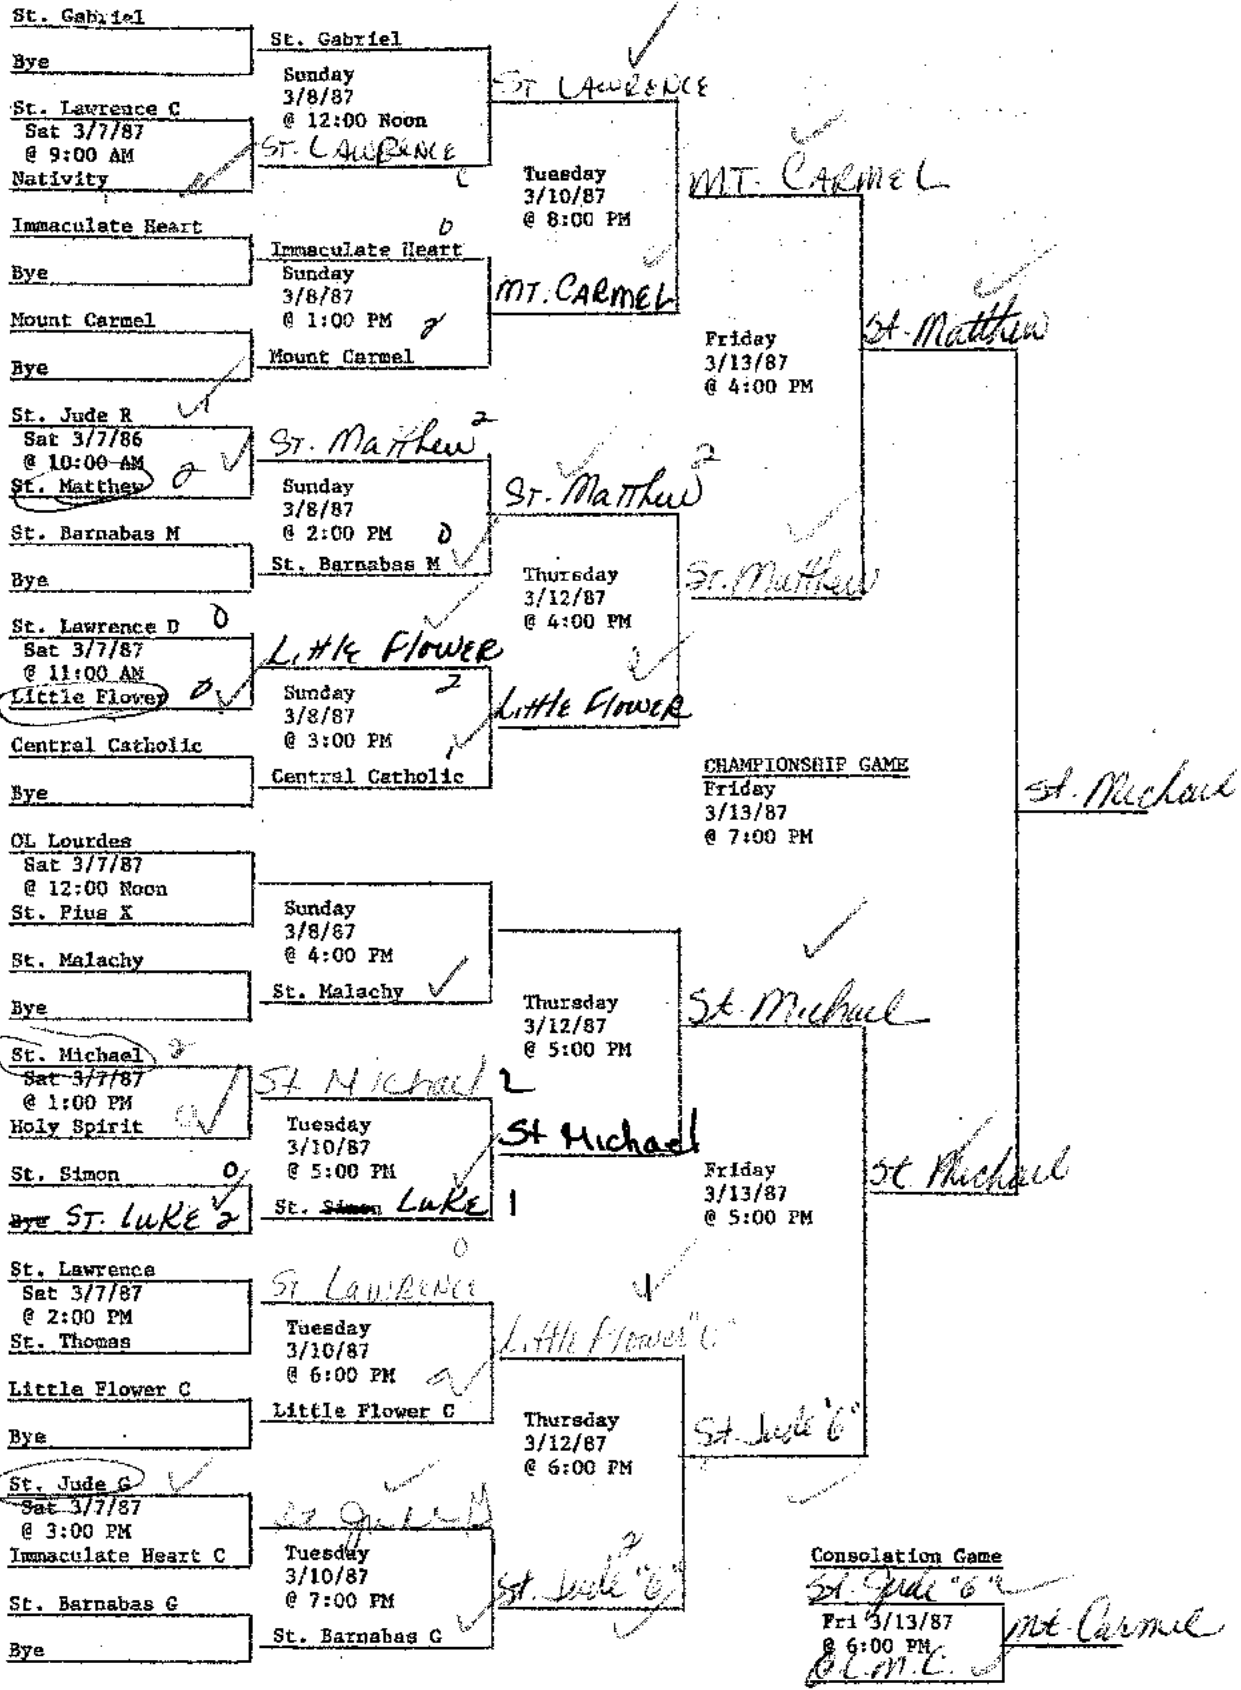 St. Gabriel
Bye
St. Lawrence C
Sat 3/7/87
@ 9:00 AM
Nativity
Immaculate Heart
Bye
Mount Carmel
Bye
St. Jude R
Sat 3/7/86
@ 10:00 AM
St. Matthew 2
St. Barnabas M
Bye
St. Lawrence D 0
Sat 3/7/87
@ 11:00 AM
Little Flower
Central Catholic
Bye
OL Lourdes
Sat 3/7/87
@ 12:00 Noon
St. Pius X
St. Malachy
Bye
St. Michael 2
Sat 3/7/87
@ 1:00 PM
Holy Spirit 0
St. Simon 0
Bye ST. LUKE 2
St. Lawrence
Sat 3/7/87
@ 2:00 PM
St. Thomas
Little Flower C
Bye
St. Jude G
Sat 3/7/87
@ 3:00 PM
Immaculate Heart C
St. Barnabas G
Bye
St. Gabriel
Sunday
3/8/87
@ 12:00 Noon
ST. LAWRENCE
C
0
Immaculate Heart
Sunday
3/8/87
@ 1:00 PM 2
Mount Carmel
ST. Matthew 2
Sunday
3/8/87
@ 2:00 PM 0
St. Barnabas M
Little Flower
2
Sunday
3/8/87
@ 3:00 PM
Central Catholic
Sunday
3/8/87
@ 4:00 PM
St. Malachy
St Michael 2
Tuesday
3/10/87
@ 5:00 PM
St. Simon LUKE 1
0
ST LAWRENCE
Tuesday
3/10/87
@ 6:00 PM 2
Little Flower C
Tuesday
3/10/87
@ 7:00 PM
St. Barnabas G
ST LAWRENCE
Tuesday
3/10/87
@ 8:00 PM
MT. CARMEL
ST. Matthew 2
Thursday
3/12/87
@ 4:00 PM
Little Flower
Thursday
3/12/87
@ 5:00 PM
St Michael
1
Little Flower "C"
Thursday
3/12/87
@ 6:00 PM
2
St. Jude "G"
MT. CARMEL
Friday
3/13/87
@ 4:00 PM
ST. Matthew
CHAMPIONSHIP GAME
Friday
3/13/87
@ 7:00 PM
St. Michael
Friday
3/13/87
@ 5:00 PM
St. Jude "G"
St. Matthew
St. Michael
St. Michael
Consolation Game
St. Jude "G"
Fri 3/13/87
@ 6:00 PM
O.L.M.C.
Mt. Carmel